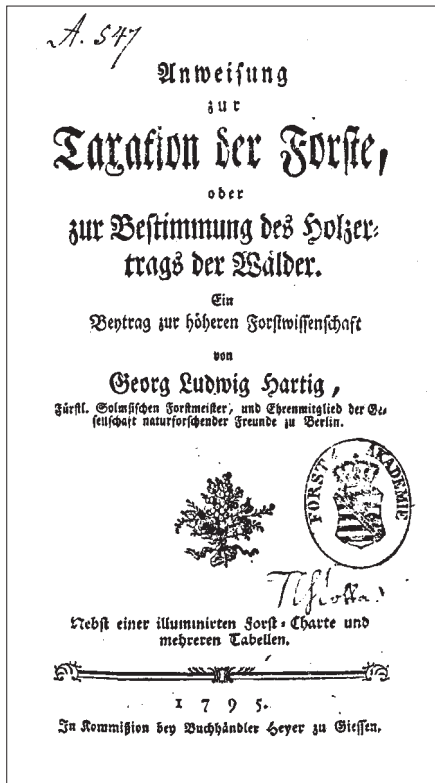 A. 547
Anweisung
zur
Taxation der Forste,
oder
zur Bestimmung des Holzer-
trags der Wälder.
Ein
Beytrag zur höheren Forstwissenschaft
von
Georg Ludwig Hartig,
Fürstl. Solmsischen Forstmeister, und Ehrenmitglied der Ge-
sellschaft naturforschender Freunde zu Berlin.
FORST AKADEMIE
Nebst einer illuminirten Forst-Charte und
mehreren Tabellen.
1795.
In Kommißion bey Buchhändler Heyer zu Giessen.